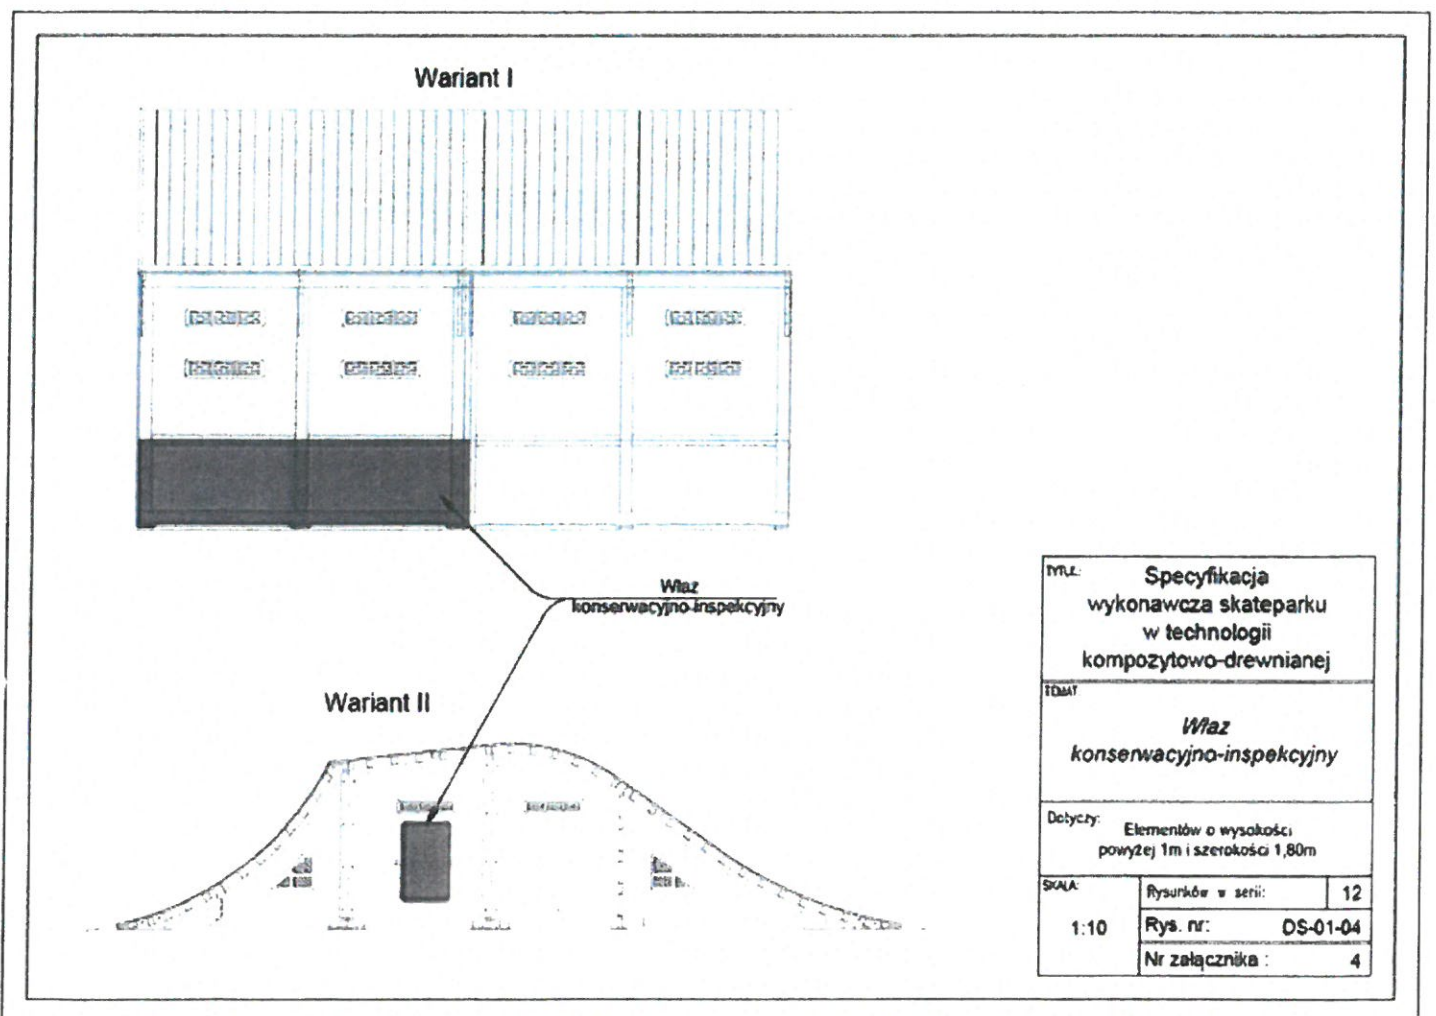 Wariant I
Właz
konserwacyjno-inspekcyjny
Wariant II
TYTUŁ:
Specyfikacja
wykonawcza skateparku
w technologii
kompozytowo-drewnianej
TEMAT:
Właz
konserwacyjno-inspekcyjny
Dotyczy:
Elementów o wysokości
powyżej 1m i szerokości 1,80m
SKALA:
1:10
Rysunków w serii: 12
Rys. nr: DS-01-04
Nr załącznika : 4